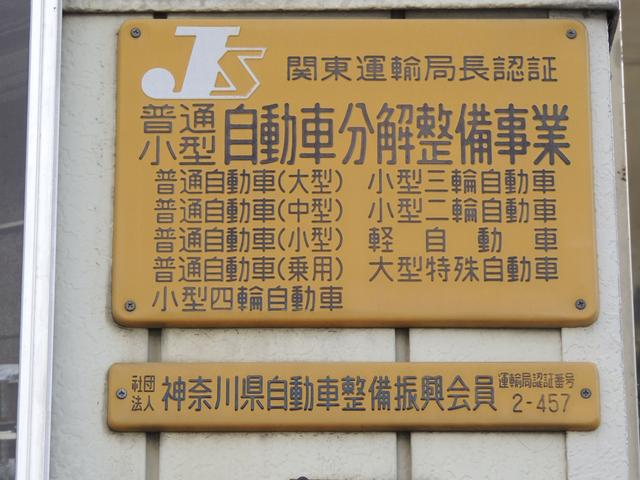 JS 関東運輸局長認証
普通小型自動車分解整備事業
普通自動車(大型) 小型三輪自動車
普通自動車(中型) 小型二輪自動車
普通自動車(小型) 軽自動車
普通自動車(乗用) 大型特殊自動車
小型四輪自動車
社団法人 神奈川県自動車整備振興会員 運輸局認証番号 2-457